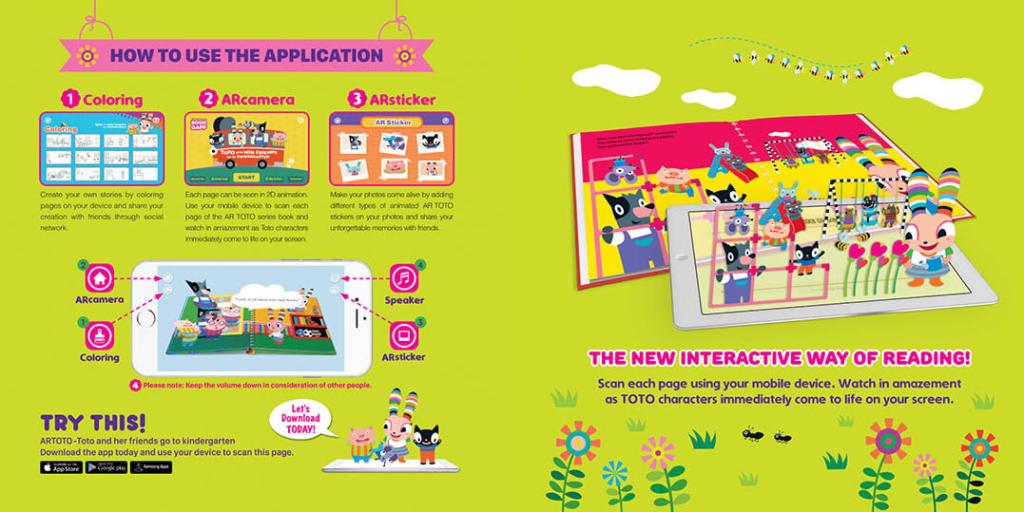 HOW TO USE THE APPLICATION
1 Coloring
2 ARcamera
3 ARsticker
Coloring
TOTO and HER FRIENDS
START
AR Sticker
Create your own stories by coloring
pages on your device and share your
creation with friends through social
network.
Each page can be seen in 2D animation.
Use your mobile device to scan each
page of the AR TOTO series book and
watch in amazement as Toto characters
immediately come to life on your screen.
Make your photos come alive by adding
different types of animated AR TOTO
stickers on your photos and share your
unforgettable memories with friends.
2
ARcamera
4
Speaker
1
Coloring
3
ARsticker
4 Please note: Keep the volume down in consideration of other people.
TRY THIS!
ARTOTO-Toto and her friends go to kindergarten
Download the app today and use your device to scan this page.
App Store
Google play
Samsung Apps
Let's
Download
TODAY!
THE NEW INTERACTIVE WAY OF READING!
Scan each page using your mobile device. Watch in amazement
as TOTO characters immediately come to life on your screen.